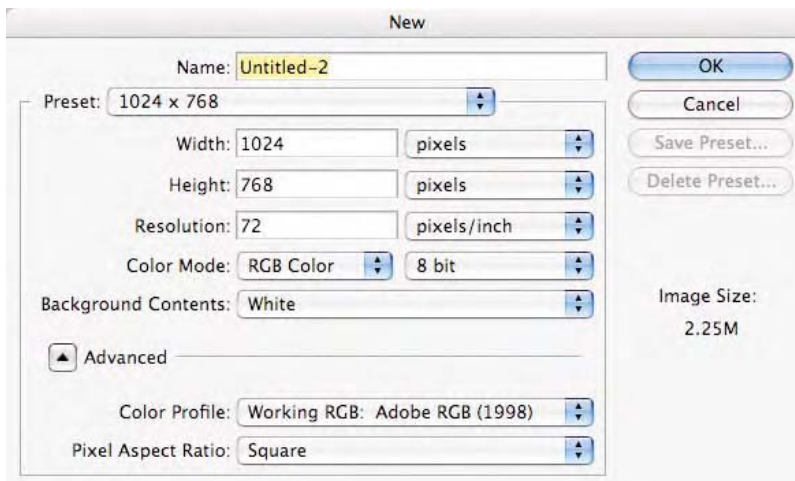 New
Name: Untitled-2
OK
Preset: 1024 x 768
Cancel
Width: 1024 pixels
Save Preset...
Height: 768 pixels
Delete Preset...
Resolution: 72 pixels/inch
Color Mode: RGB Color 8 bit
Background Contents: White
Image Size:
2.25M
Advanced
Color Profile: Working RGB: Adobe RGB (1998)
Pixel Aspect Ratio: Square